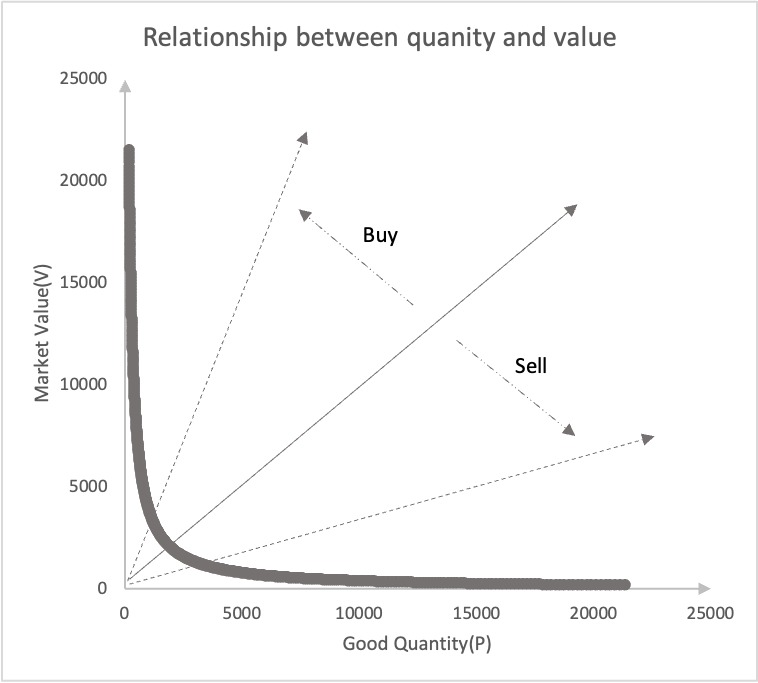 Relationship between quanity and value
25000
20000
15000
10000
5000
0
Market Value(V)
Buy
Sell
0 5000 10000 15000 20000 25000
Good Quantity(P)